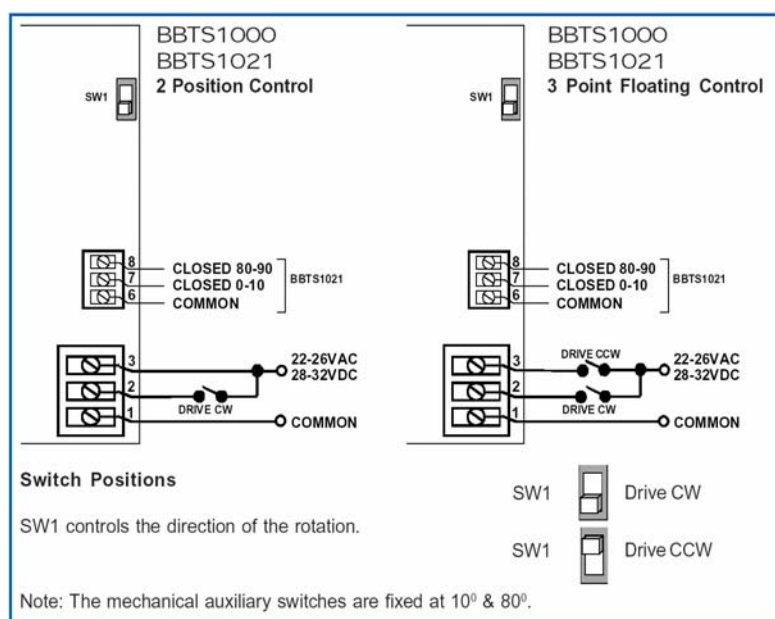 BBTS1000
BBTS1021
2 Position Control
SW1
8
7
6
CLOSED 80-90
CLOSED 0-10
COMMON
BBTS1021
3
2
1
DRIVE CW
22-26VAC
28-32VDC
COMMON
BBTS1000
BBTS1021
3 Point Floating Control
SW1
8
7
6
CLOSED 80-90
CLOSED 0-10
COMMON
BBTS1021
3
2
1
DRIVE CCW
DRIVE CW
22-26VAC
28-32VDC
COMMON
Switch Positions
SW1 controls the direction of the rotation.
SW1 Drive CW
SW1 Drive CCW
Note: The mechanical auxiliary switches are fixed at 10⁰ & 80⁰.